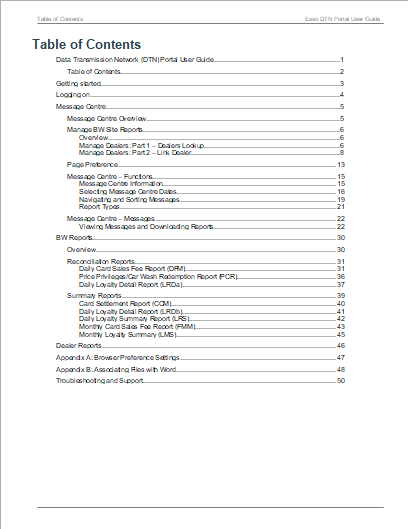 Table of Contents Esso DTN Portal User Guide
Table of Contents
Data Transmission Network (DTN) Portal User Guide 1
Table of Contents 2
Getting started 3
Logging on 4
Message Centre 5
Message Centre Overview 5
Manage BW Site Reports 6
Overview 6
Manage Dealers: Part 1 – Dealers Lookup 6
Manage Dealers: Part 2 – Link Dealer 8
Page Preference 13
Message Centre – Functions 15
Message Centre Information 15
Selecting Message Centre Dates 16
Navigating and Sorting Messages 19
Report Types 21
Message Centre – Messages 22
Viewing Messages and Downloading Reports 22
BW Reports 30
Overview 30
Reconciliation Reports 31
Daily Card Sales Fee Report (DFM) 31
Price Privileges/Car Wash Redemption Report (PCR) 36
Daily Loyalty Detail Report (LRDa) 37
Summary Reports 39
Card Settlement Report (CCM) 40
Daily Loyalty Detail Report (LRDb) 41
Daily Loyalty Summary Report (LRS) 42
Monthly Card Sales Fee Report (FMM) 43
Monthly Loyalty Summary (LMS) 45
Dealer Reports 46
Appendix A: Browser Preference Settings 47
Appendix B: Associating Files with Word 48
Troubleshooting and Support 50